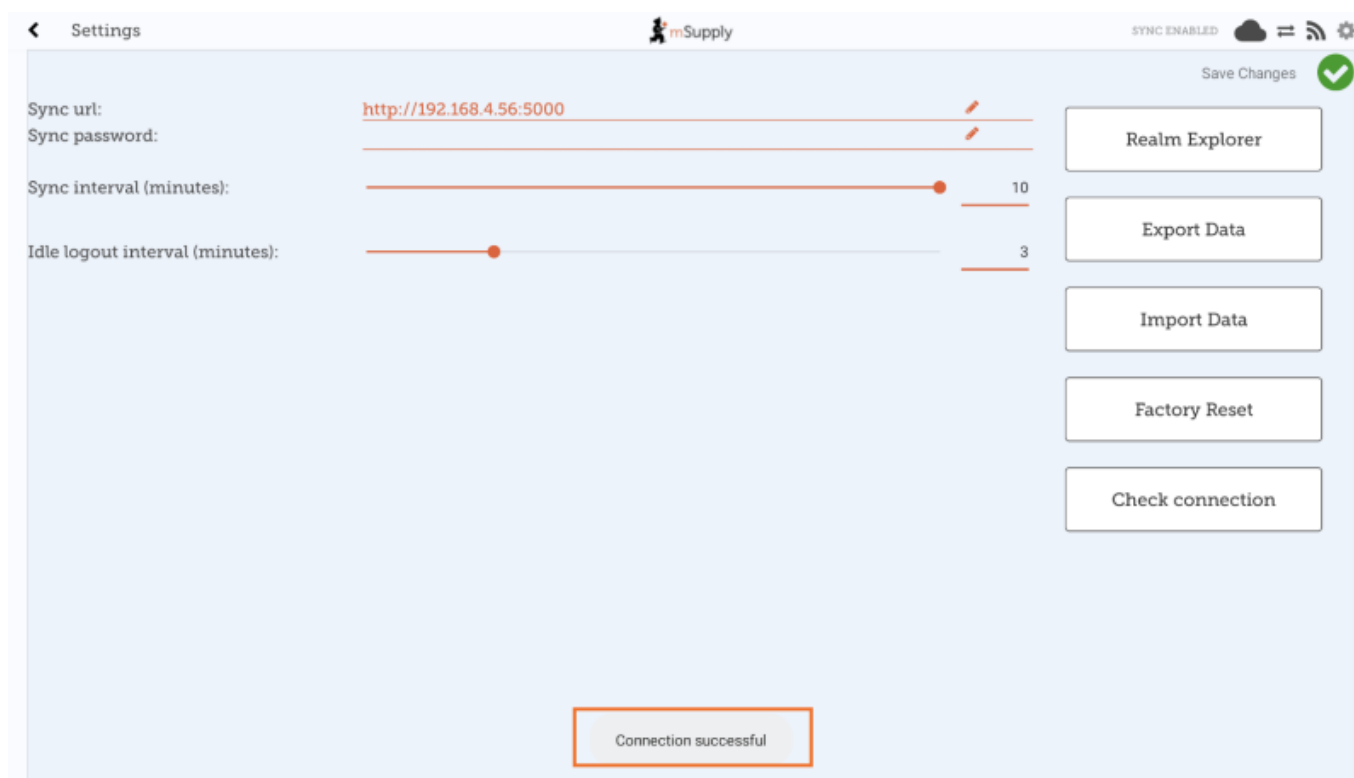 Settings
mSupply
SYNC ENABLED
Save Changes
Sync url:
http://192.168.4.56:5000
Sync password:
Sync interval (minutes):
10
Idle logout interval (minutes):
3
Realm Explorer
Export Data
Import Data
Factory Reset
Check connection
Connection successful